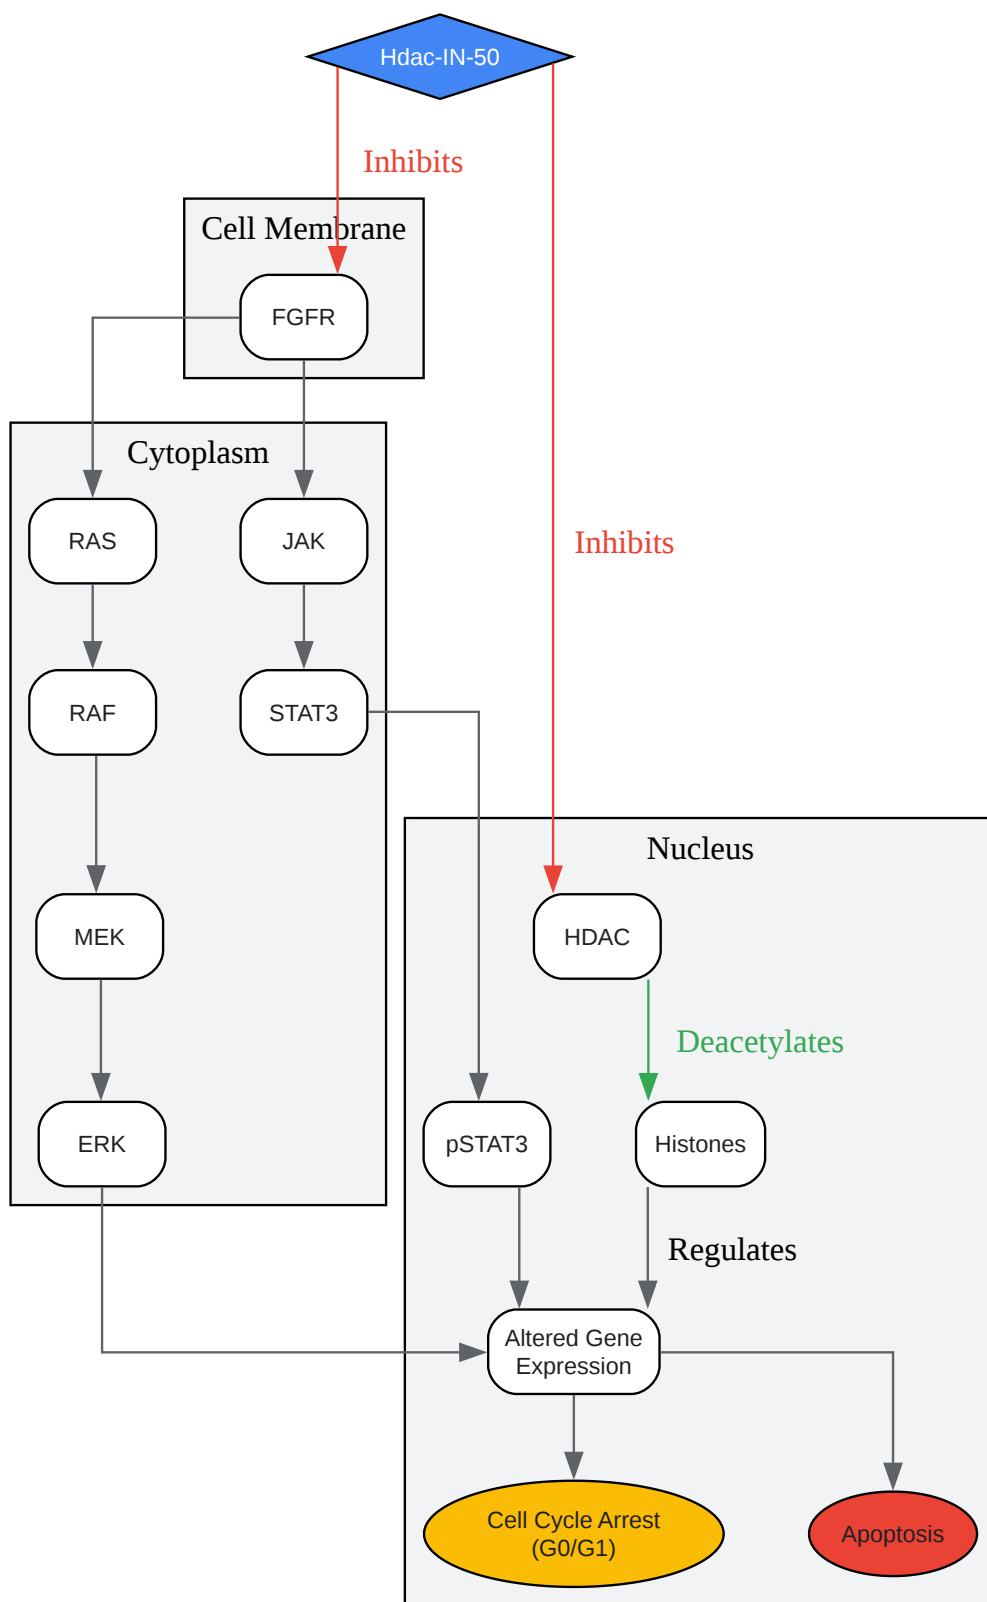 Hdac-IN-50
Inhibits
Cell Membrane
FGFR
Cytoplasm
RAS
JAK
Inhibits
RAF
STAT3
Nucleus
MEK
HDAC
Deacetylates
ERK
pSTAT3
Histones
Regulates
Altered Gene
Expression
Cell Cycle Arrest
(G0/G1)
Apoptosis